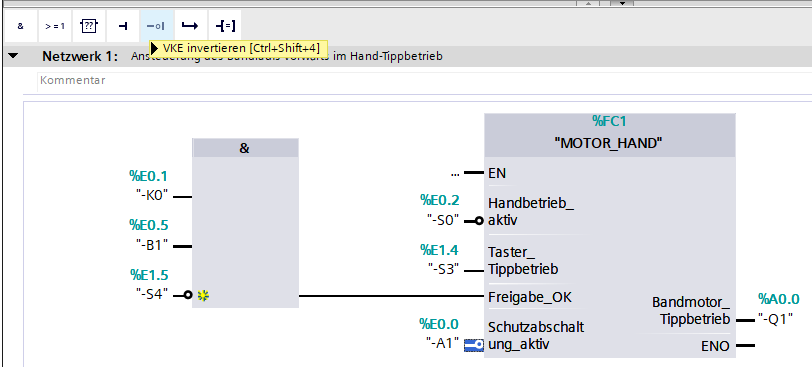 & >=1 ??
VKE invertieren [Ctrl+Shift+4]
Netzwerk 1: Ansteuerung des Bandlaufs vorwärts im Hand-Tippbetrieb
Kommentar
&
%E0.1
"-K0"
%E0.5
"-B1"
%E1.5
"-S4"
%FC1
"MOTOR_HAND"
... EN
%E0.2
"-S0"
Handbetrieb_
aktiv
%E1.4
"-S3"
Taster_
Tippbetrieb
Freigabe_OK
%E0.0
"-A1"
Schutzabschalt
ung_aktiv
Bandmotor_
Tippbetrieb
%A0.0
"-Q1"
ENO